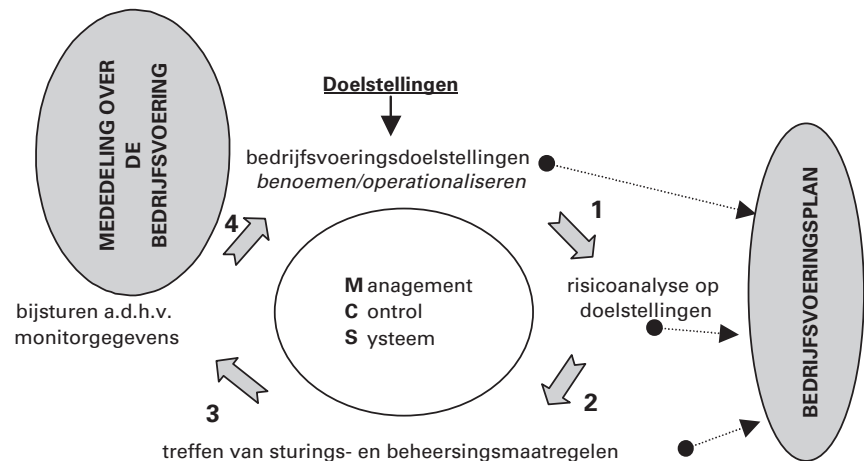 MEDEDELING OVER
DE
BEDRIJFSVOERING
Doelstellingen
bedrijfsvoeringsdoelstellingen
benoemen/operationaliseren
1
4
Management
Control
Systeem
risicoanalyse op
doelstellingen
bijsturen a.d.h.v.
monitorgegevens
2
3
treffen van sturings- en beheersingsmaatregelen
BEDRIJFSVOERINGSPLAN